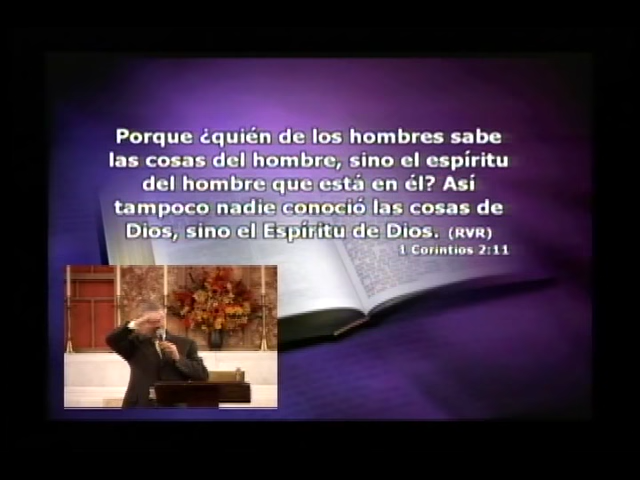 Porque ¿quién de los hombres sabe
las cosas del hombre, sino el espíritu
del hombre que está en él? Así
tampoco nadie conoció las cosas de
Dios, sino el Espíritu de Dios. (RVR)
1 Corintios 2:11